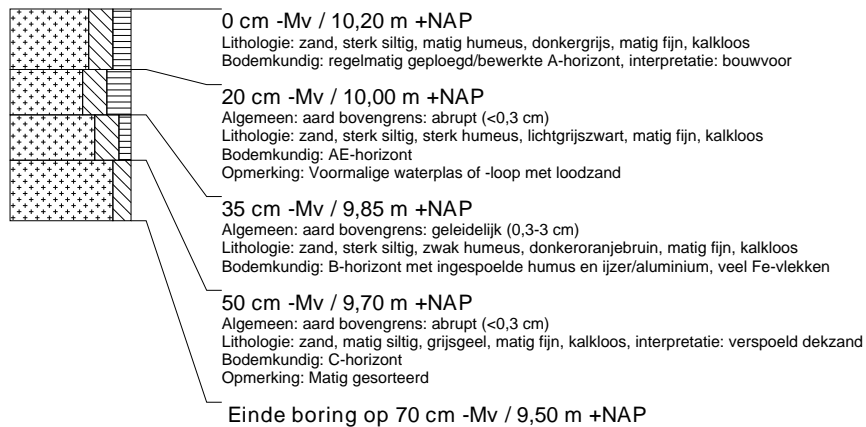 0 cm -Mv / 10,20 m +NAP
Lithologie: zand, sterk siltig, matig humeus, donkergrijs, matig fijn, kalkloos
Bodemkundig: regelmatig geploegd/bewerkte A-horizont, interpretatie: bouwvoor
20 cm -Mv / 10,00 m +NAP
Algemeen: aard bovengrens: abrupt (<0,3 cm)
Lithologie: zand, sterk siltig, sterk humeus, lichtgrijszwart, matig fijn, kalkloos
Bodemkundig: AE-horizont
Opmerking: Voormalige waterplas of -loop met loodzand
35 cm -Mv / 9,85 m +NAP
Algemeen: aard bovengrens: geleidelijk (0,3-3 cm)
Lithologie: zand, sterk siltig, zwak humeus, donkeroranjebruin, matig fijn, kalkloos
Bodemkundig: B-horizont met ingespoelde humus en ijzer/aluminium, veel Fe-vlekken
50 cm -Mv / 9,70 m +NAP
Algemeen: aard bovengrens: abrupt (<0,3 cm)
Lithologie: zand, matig siltig, grijsgeel, matig fijn, kalkloos, interpretatie: verspoeld dekzand
Bodemkundig: C-horizont
Opmerking: Matig gesorteerd
Einde boring op 70 cm -Mv / 9,50 m +NAP